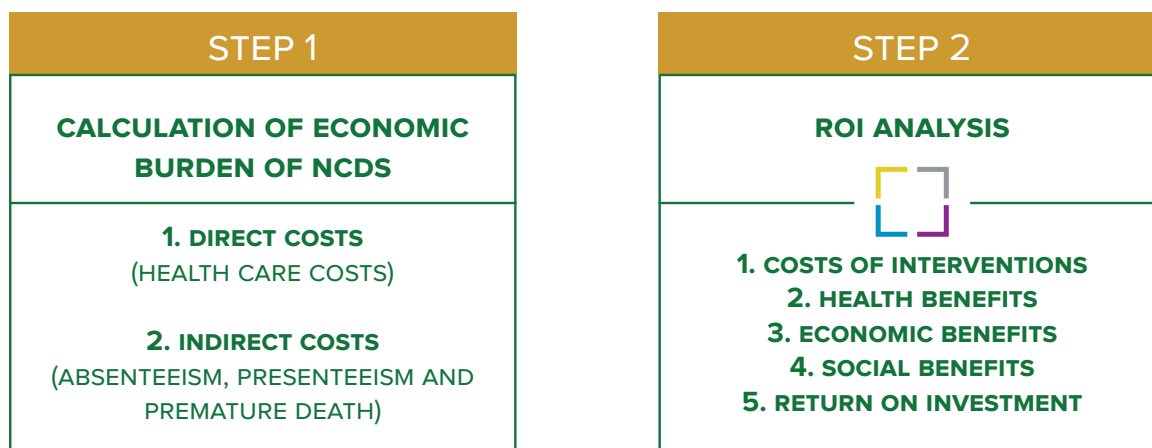 STEP 1
CALCULATION OF ECONOMIC
BURDEN OF NCDS
1. DIRECT COSTS
(HEALTH CARE COSTS)
2. INDIRECT COSTS
(ABSENTEEISM, PRESENTEEISM AND
PREMATURE DEATH)
STEP 2
ROI ANALYSIS
1. COSTS OF INTERVENTIONS
2. HEALTH BENEFITS
3. ECONOMIC BENEFITS
4. SOCIAL BENEFITS
5. RETURN ON INVESTMENT